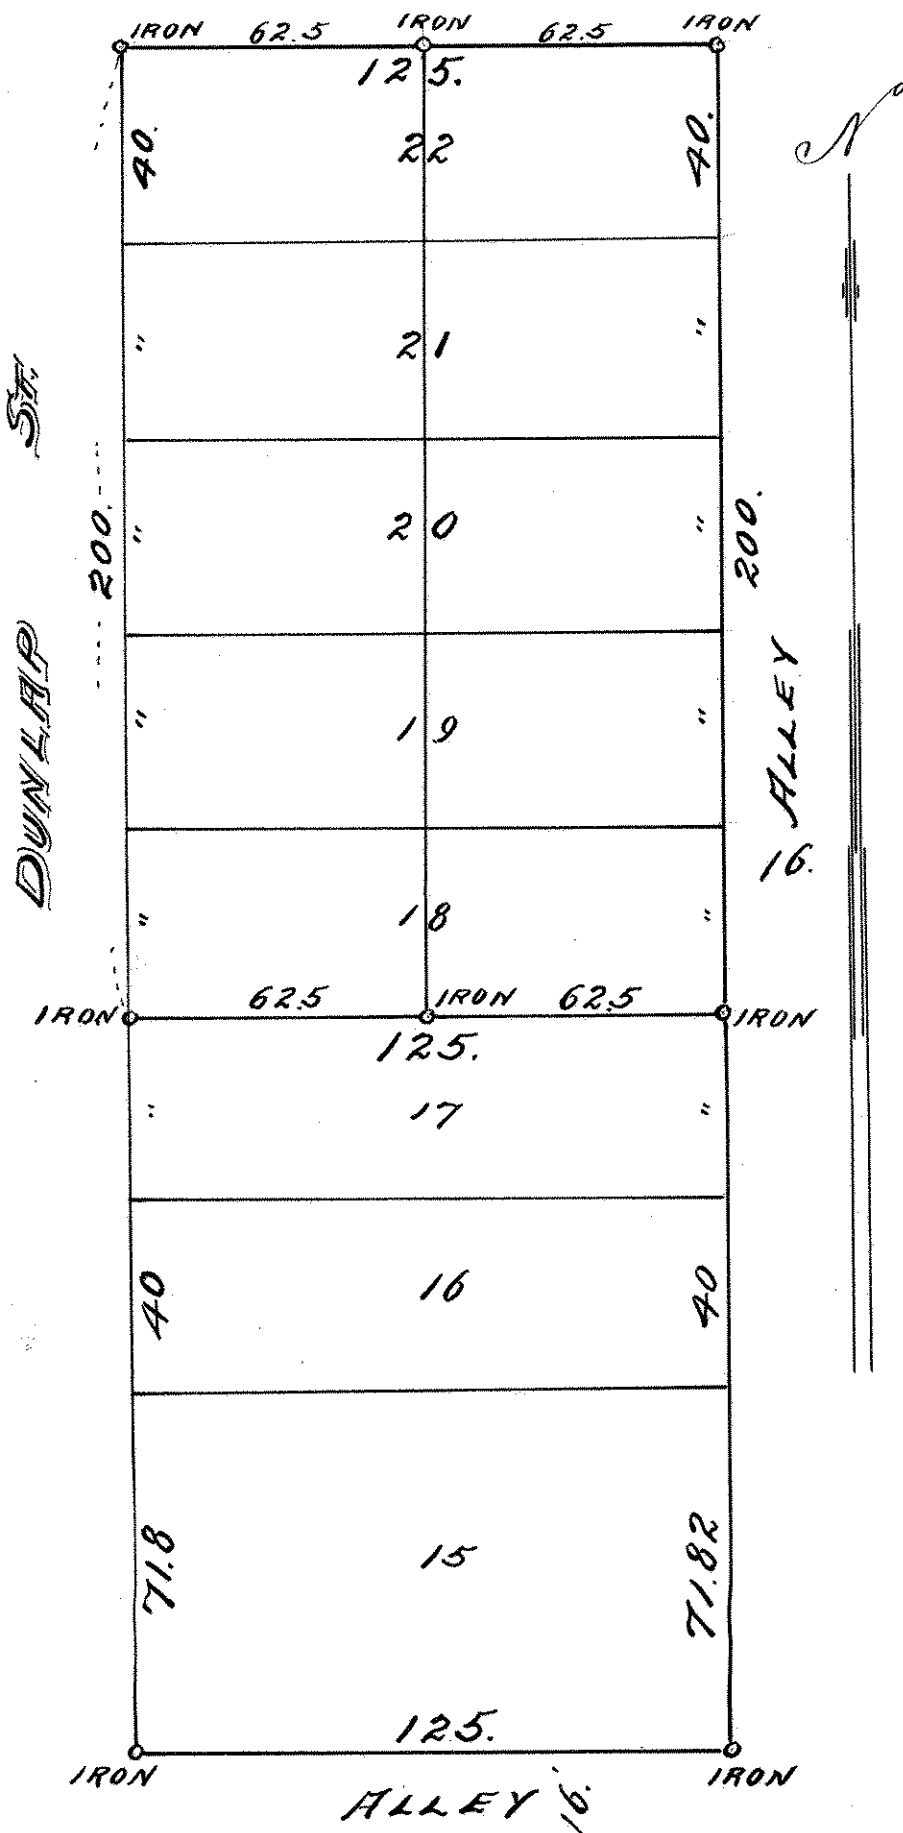 IRON 62.5 IRON 62.5 IRON
125.
N
40. 22 40.
" 21 "
DUNLAP ST.
200. " 20 " 200.
" 19 "
16. ALLEY
" 18 "
IRON 62.5 IRON 62.5 IRON
125.
" 17 "
40 16 40
71.8 15 71.82
125.
IRON IRON
ALLEY 16.